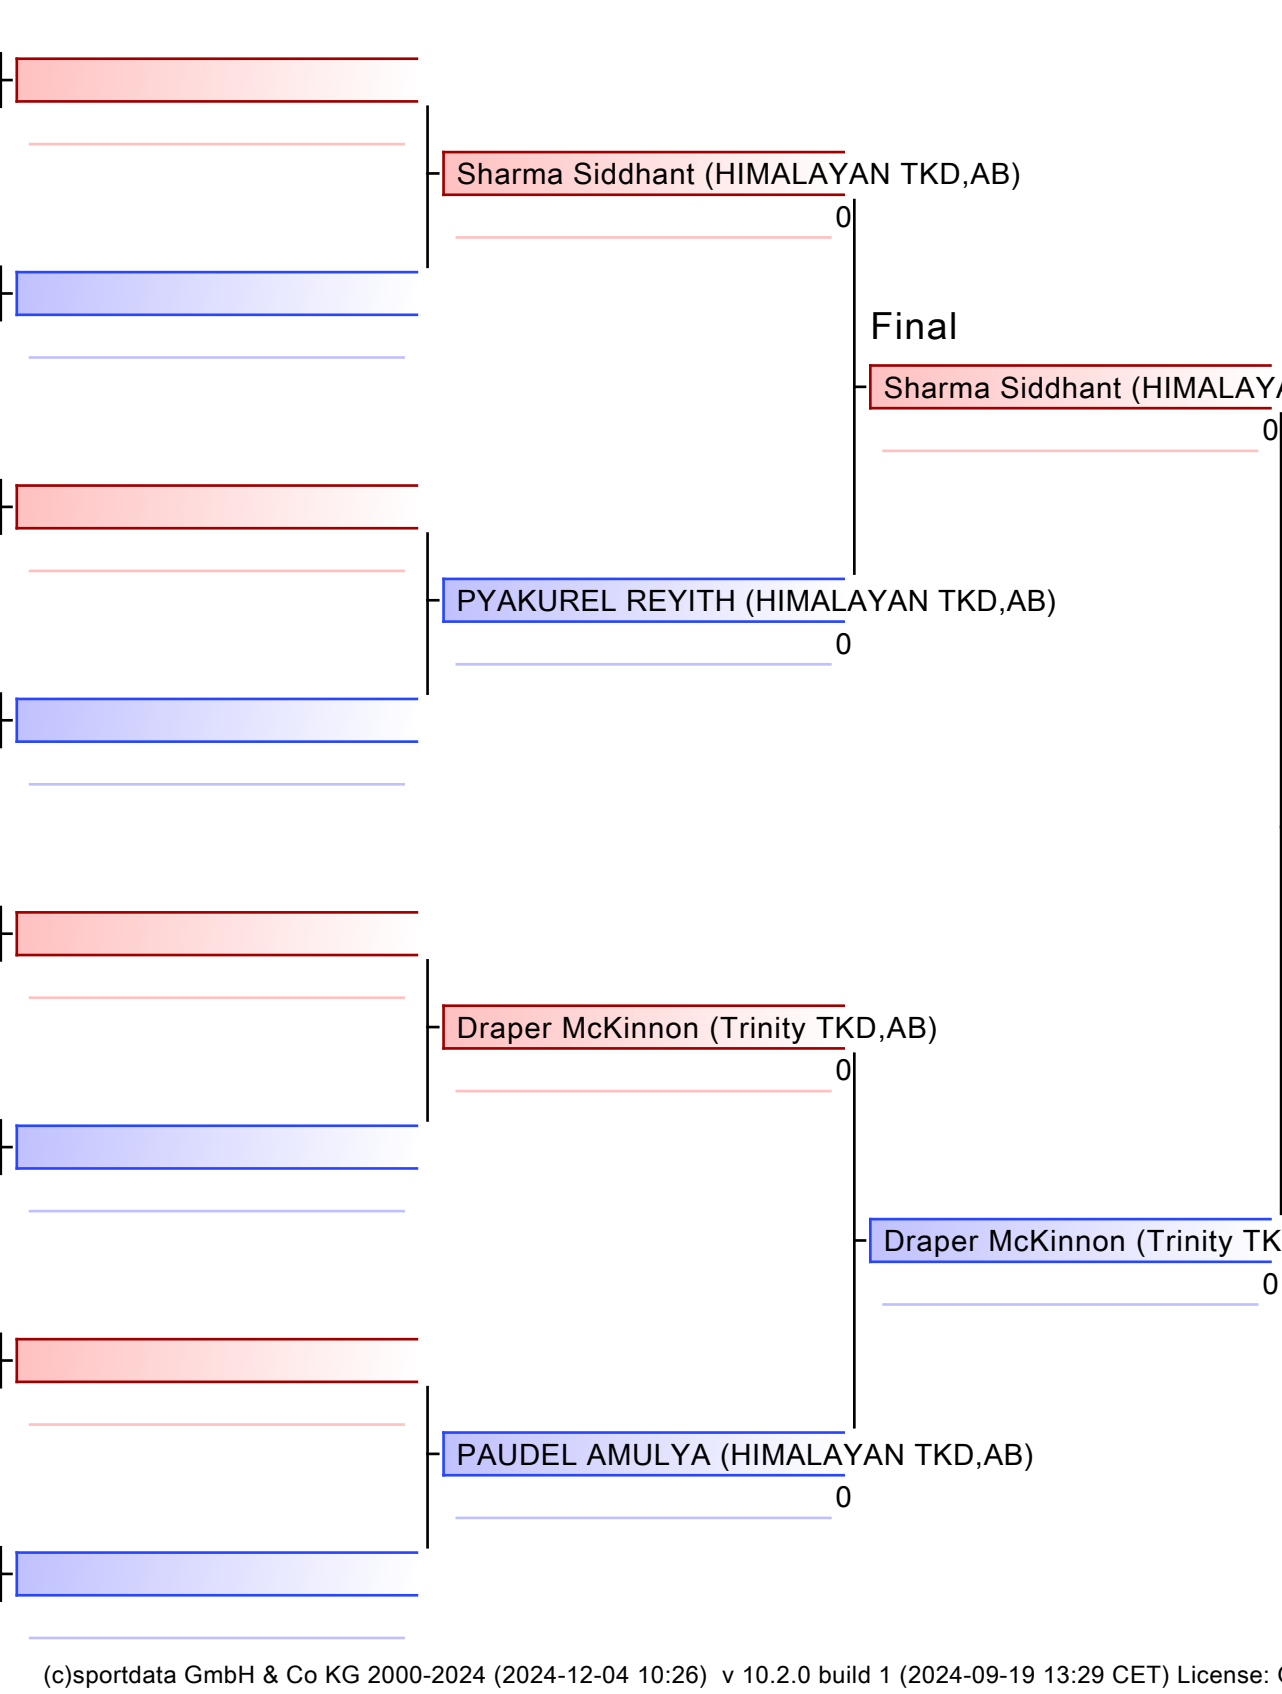 Sharma Siddhant (HIMALAYAN TKD,AB)
0
Final
Sharma Siddhant (HIMALAYA
0
PYAKUREL REYITH (HIMALAYAN TKD,AB)
0
Draper McKinnon (Trinity TKD,AB)
0
Draper McKinnon (Trinity TK
0
PAUDEL AMULYA (HIMALAYAN TKD,AB)
0
(c)sportdata GmbH & Co KG 2000-2024 (2024-12-04 10:26) v 10.2.0 build 1 (2024-09-19 13:29 CET) License: